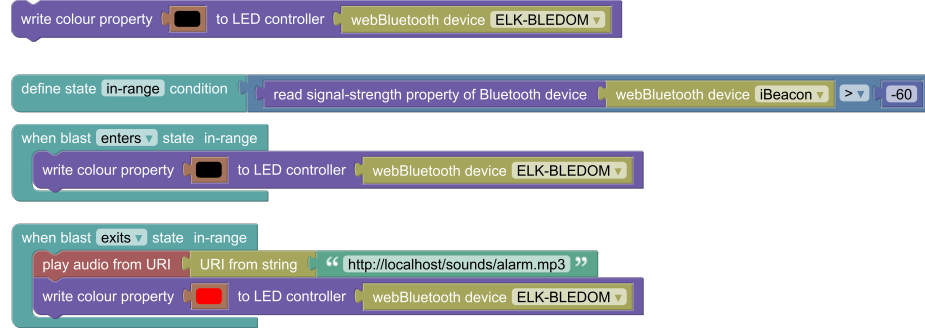 write colour property to LED controller webBluetooth device ELK-BLEDOM ▾
define state in-range condition read signal-strength property of Bluetooth device webBluetooth device iBeacon ▾ > ▾ -60
when blast enters ▾ state in-range
write colour property to LED controller webBluetooth device ELK-BLEDOM ▾
when blast exits ▾ state in-range
play audio from URI URI from string “ http://localhost/sounds/alarm.mp3 ”
write colour property to LED controller webBluetooth device ELK-BLEDOM ▾